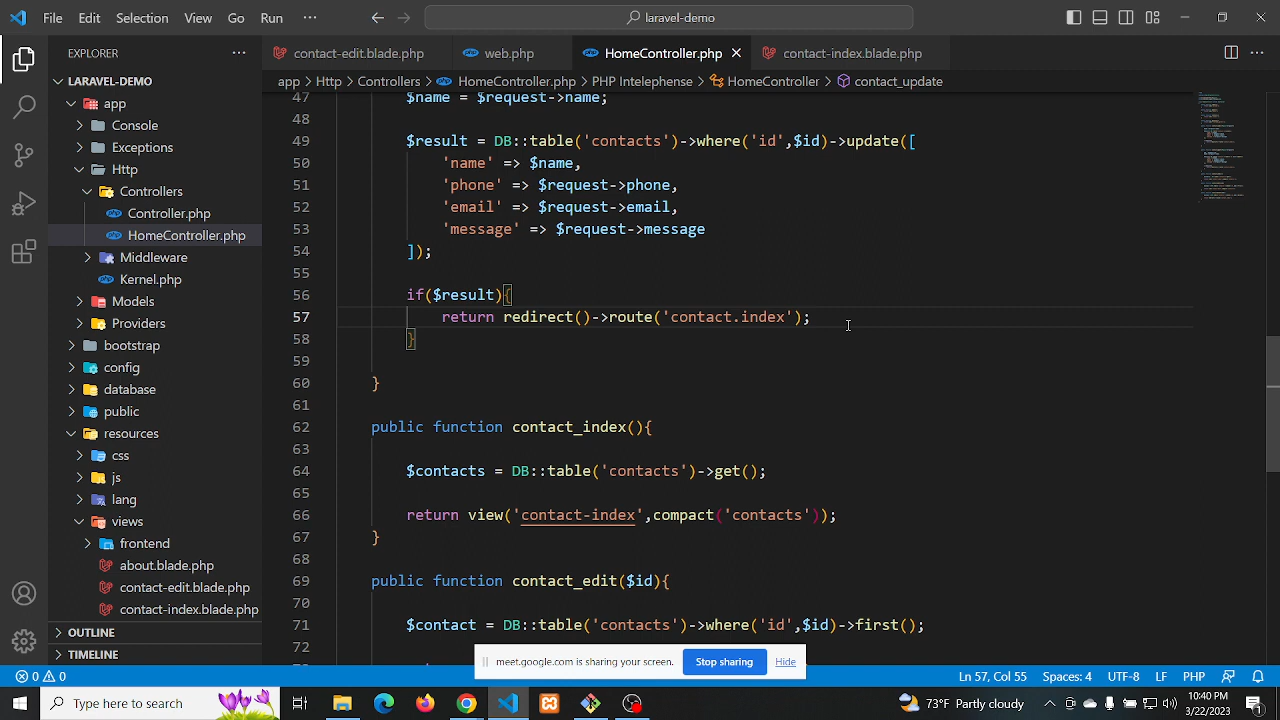 File Edit Selection View Go Run ··· laravel-demo
EXPLORER ···
contact-edit.blade.php web.php HomeController.php contact-index.blade.php ···
LARAVEL-DEMO
app > Http > Controllers > HomeController.php > PHP Intelephense > HomeController > contact_update
app
Console
Exceptions
Http
Controllers
Controller.php
HomeController.php
Middleware
Kernel.php
Models
Providers
bootstrap
config
database
public
resources
css
js
lang
views
frontend
about.blade.php
contact-edit.blade.php
contact-index.blade.php
OUTLINE
TIMELINE
47 $name = $request->name;
48
49 $result = DB::table('contacts')->where('id',$id)->update([
50 'name' => $name,
51 'phone' => $request->phone,
52 'email' => $request->email,
53 'message' => $request->message
54 ]);
55
56 if($result){
57 return redirect()->route('contact.index');
58 }
59
60 }
61
62 public function contact_index(){
63
64 $contacts = DB::table('contacts')->get();
65
66 return view('contact-index',compact('contacts'));
67 }
68
69 public function contact_edit($id){
70
71 $contact = DB::table('contacts')->where('id',$id)->first();
72
meet.google.com is sharing your screen. Stop sharing Hide
0 0 Ln 57, Col 55 Spaces: 4 UTF-8 LF PHP
Type here to search 73°F Partly cloudy 10:40 PM
3/22/2023